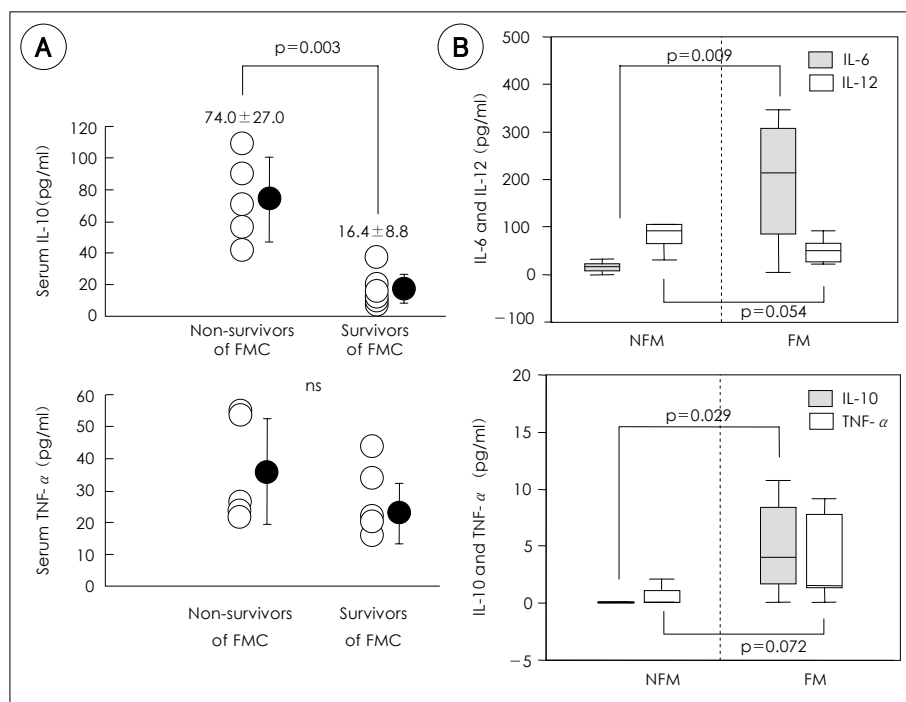 A
p=0.003
74.0±27.0
16.4±8.8
Serum IL-10(pg/ml)
120
100
80
60
40
20
0
Non-survivors
of FMC
Survivors
of FMC
ns
Serum TNF-α (pg/ml)
60
50
40
30
20
10
0
Non-survivors
of FMC
Survivors
of FMC
B
IL-6 and IL-12 (pg/ml)
500
400
300
200
100
0
−100
p=0.009
IL-6
IL-12
p=0.054
NFM
FM
IL-10 and TNF-α (pg/ml)
20
15
10
5
0
−5
p=0.029
IL-10
TNF-α
p=0.072
NFM
FM